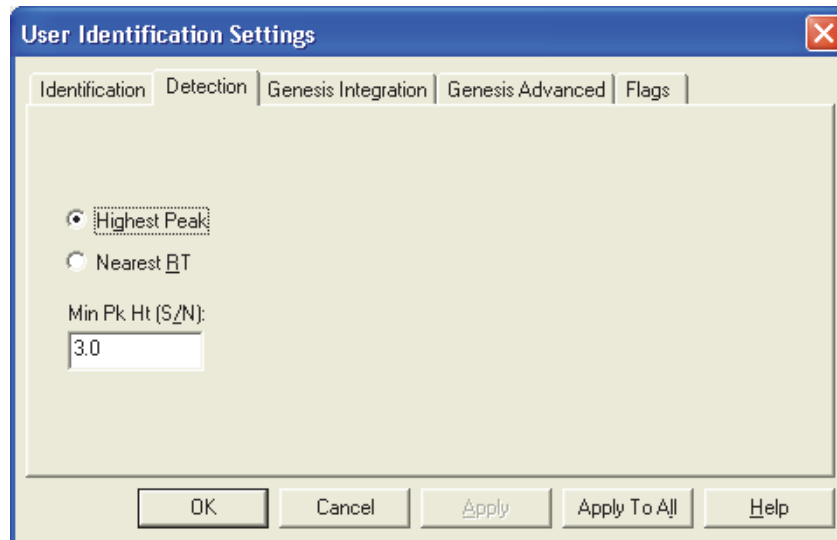 User Identification Settings
Identification Detection Genesis Integration Genesis Advanced Flags
Highest Peak
Nearest RT
Min Pk Ht (S/N):
3.0
OK Cancel Apply Apply To All Help